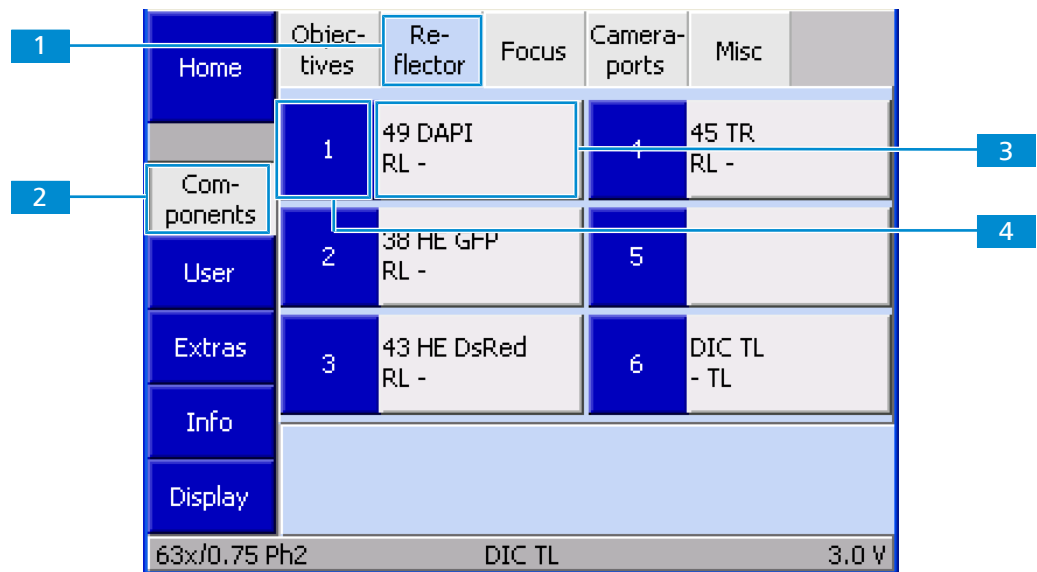 1
2
3
4
Home
Com-
ponents
User
Extras
Info
Display
Objec-
tives
Re-
flector
Focus
Camera-
ports
Misc
1
49 DAPI
RL -
2
38 HE GFP
RL -
3
43 HE DsRed
RL -
4
45 TR
RL -
5
6
DIC TL
- TL
63x/0.75 Ph2
DIC TL
3.0 V